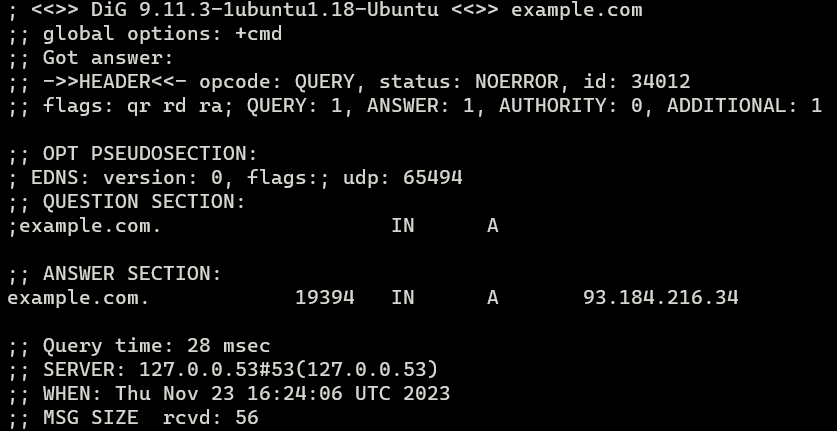 ; <<>> DiG 9.11.3-1ubuntu1.18-Ubuntu <<>> example.com
;; global options: +cmd
;; Got answer:
;; ->>HEADER<<- opcode: QUERY, status: NOERROR, id: 34012
;; flags: qr rd ra; QUERY: 1, ANSWER: 1, AUTHORITY: 0, ADDITIONAL: 1

;; OPT PSEUDOSECTION:
; EDNS: version: 0, flags:; udp: 65494
;; QUESTION SECTION:
;example.com.                   IN      A

;; ANSWER SECTION:
example.com.            19394   IN      A       93.184.216.34

;; Query time: 28 msec
;; SERVER: 127.0.0.53#53(127.0.0.53)
;; WHEN: Thu Nov 23 16:24:06 UTC 2023
;; MSG SIZE  rcvd: 56